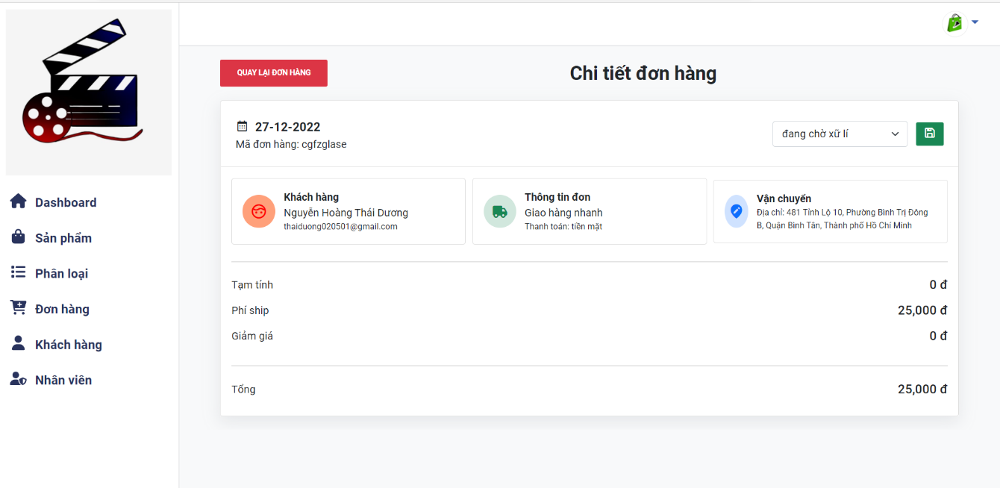 QUAY LẠI ĐƠN HÀNG
Chi tiết đơn hàng
27-12-2022
Mã đơn hàng: cgfzglase
đang chờ xữ lí
Khách hàng
Nguyễn Hoàng Thái Dương
thaiduong020501@gmail.com
Thông tin đơn
Giao hàng nhanh
Thanh toán: tiền mặt
Vận chuyển
Địa chỉ: 481 Tỉnh Lộ 10, Phường Bình Trị Đông
B, Quận Bình Tân, Thành phố Hồ Chí Minh
Dashboard
Sản phẩm
Phân loại
Đơn hàng
Khách hàng
Nhân viên
Tạm tính 0 đ
Phí ship 25,000 đ
Giảm giá 0 đ
Tổng 25,000 đ